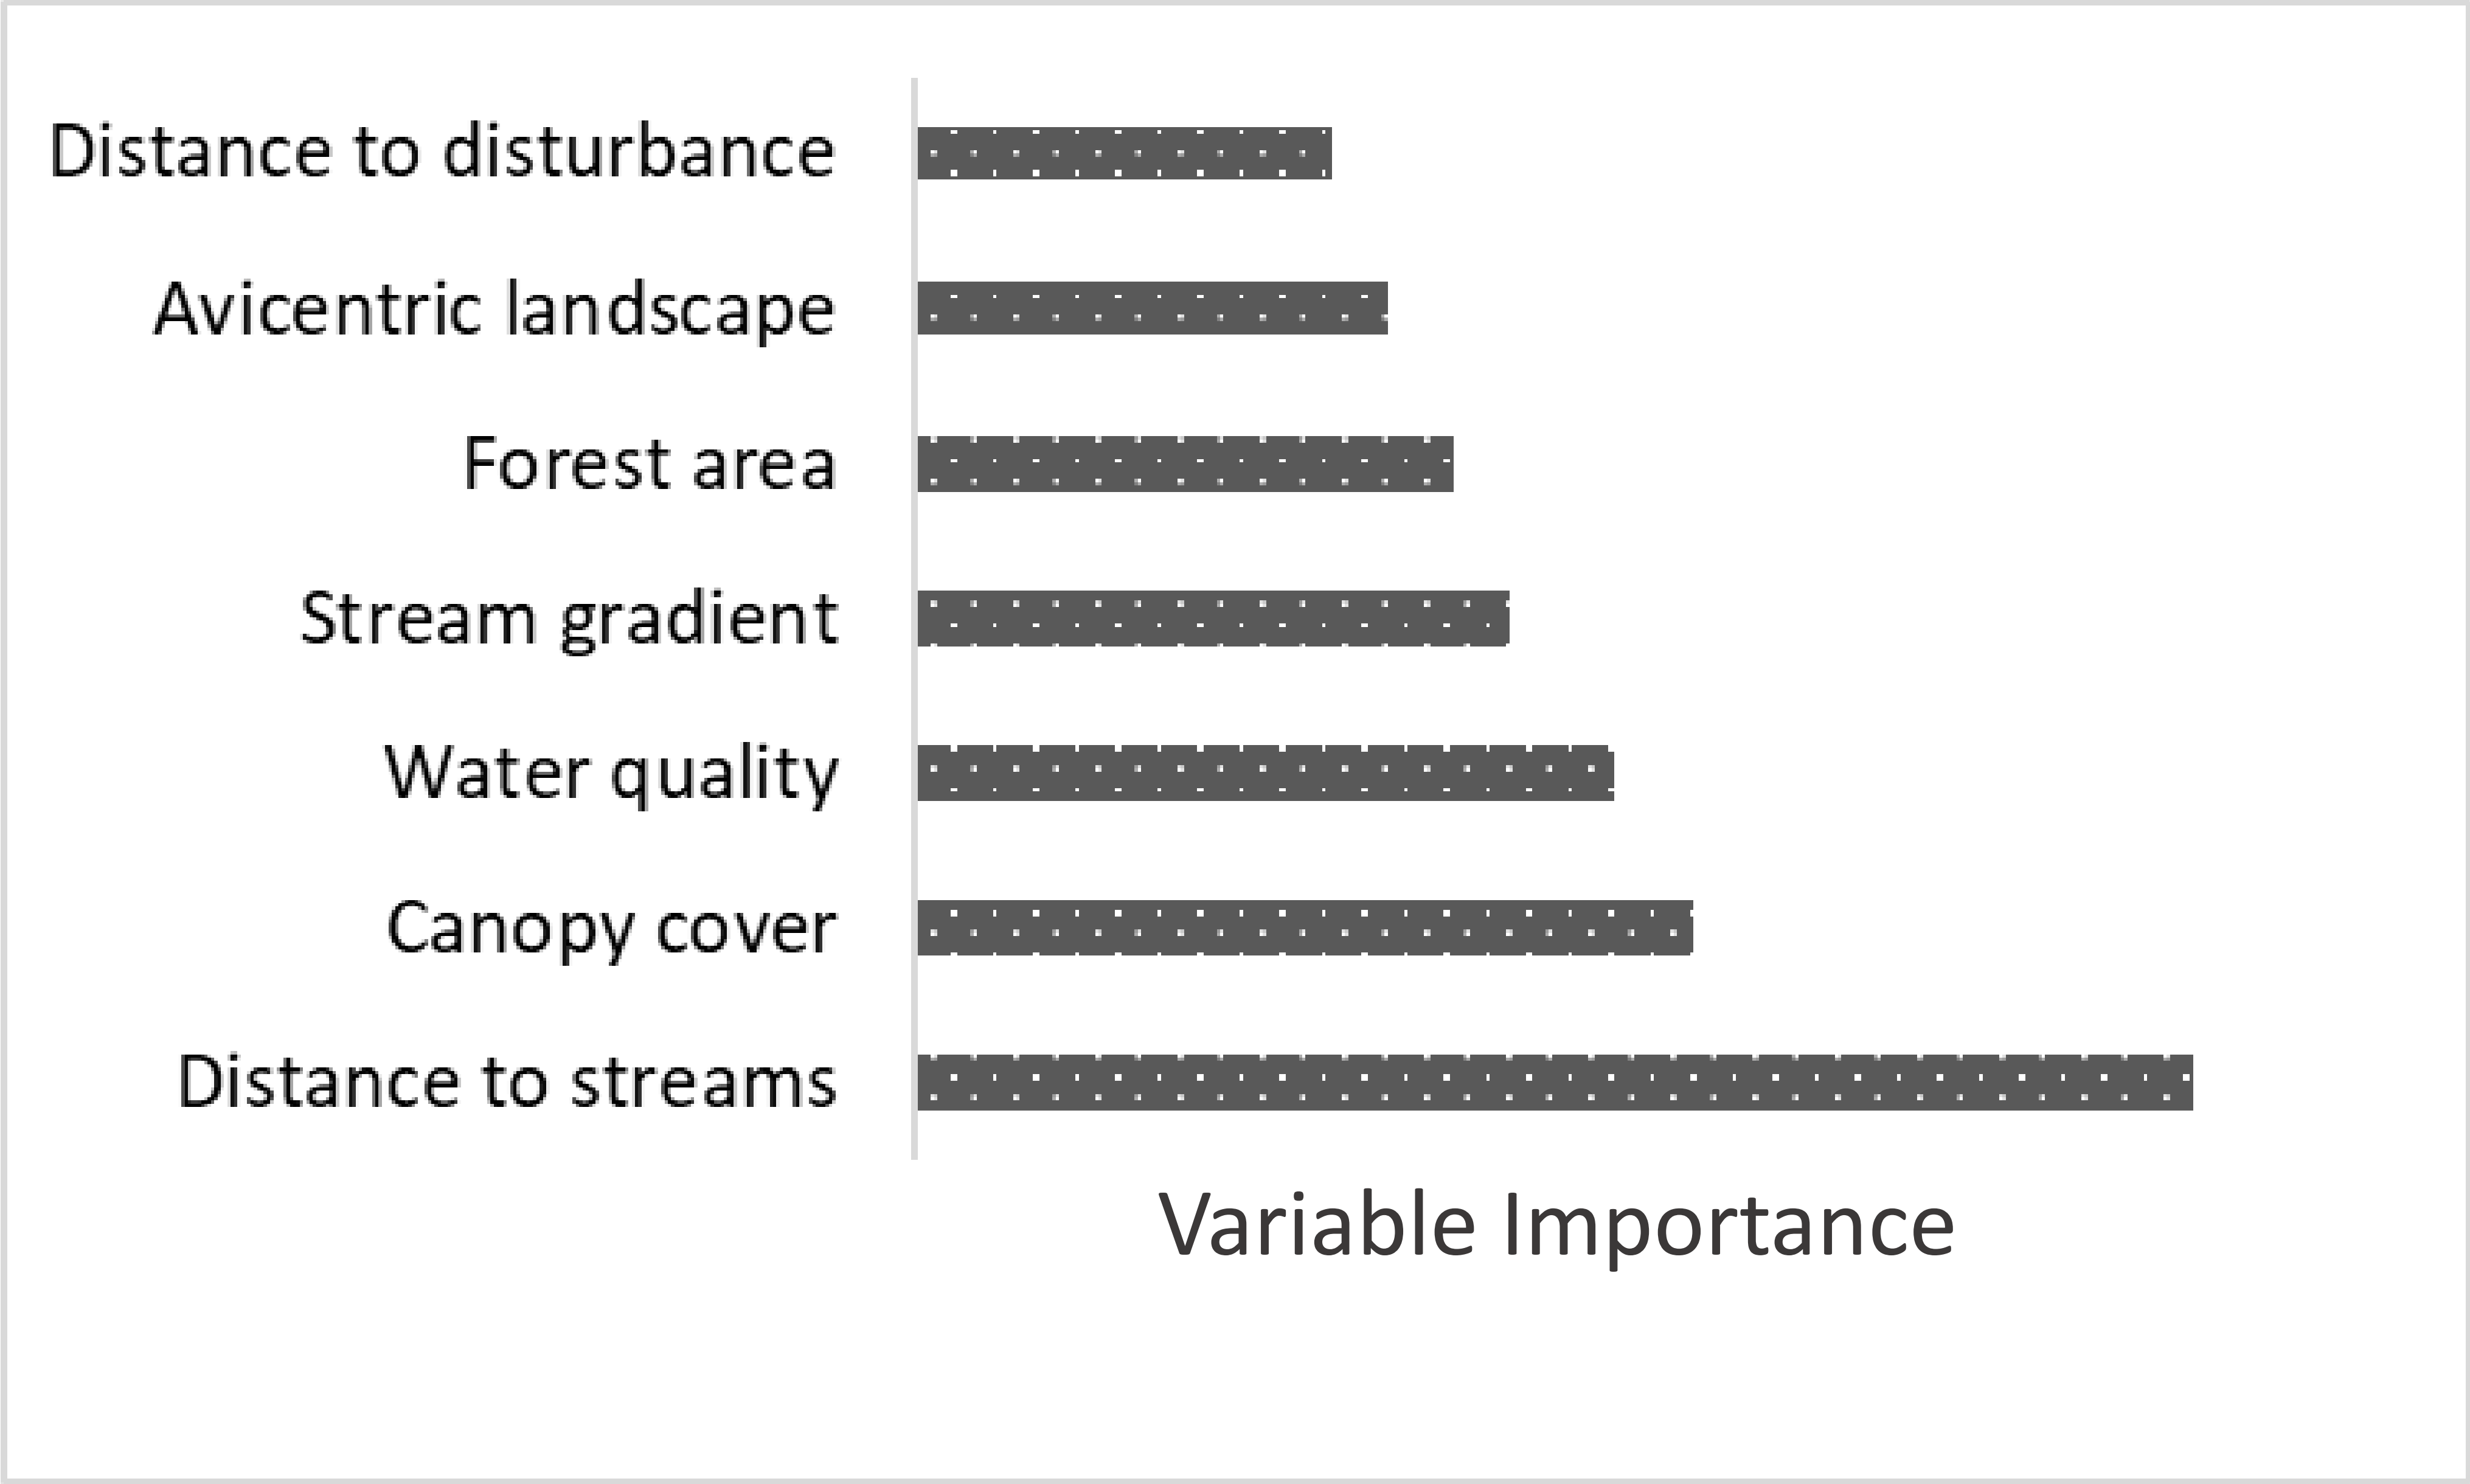 Distance to disturbance
Avicentric landscape
Forest area
Stream gradient
Water quality
Canopy cover
Distance to streams
Variable Importance